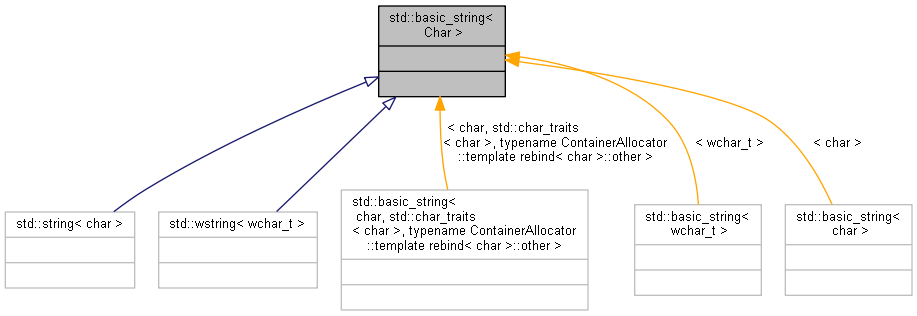 std::basic_string<
Char >
< char, std::char_traits
< char >, typename ContainerAllocator
::template rebind< char >::other >
< wchar_t >
< char >
std::string< char >
std::wstring< wchar_t >
std::basic_string<
char, std::char_traits
< char >, typename ContainerAllocator
::template rebind< char >::other >
std::basic_string<
wchar_t >
std::basic_string<
char >